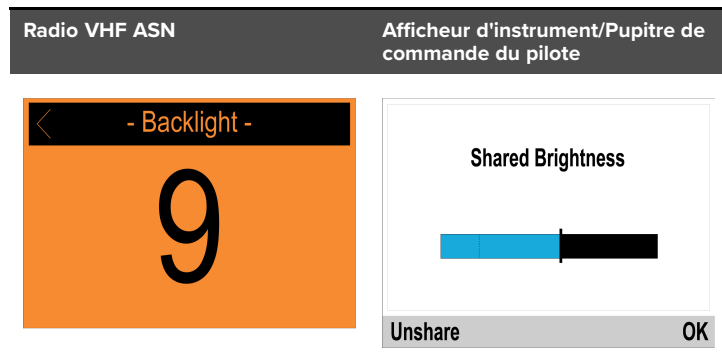 Radio VHF ASN
Afficheur d'instrument/Pupitre de
commande du pilote
- Backlight -
9
Shared Brightness
Unshare OK